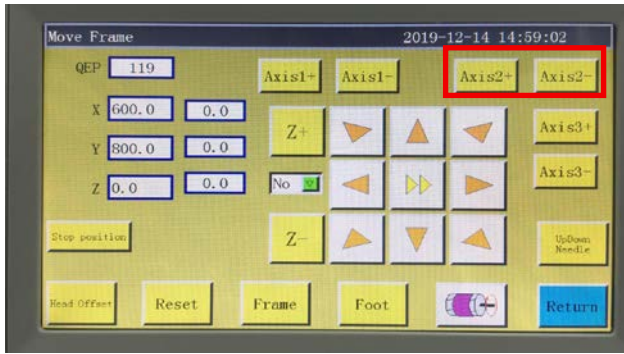 Move Frame 2019-12-14 14:59:02
QEP 119 Axis1+ Axis1- Axis2+ Axis2-
X 600.0 0.0 Z+ Axis3+
Y 800.0 0.0
Z 0.0 0.0 No Axis3-
Stop position Z- UpDown
Needle
Head Offset Reset Frame Foot Return